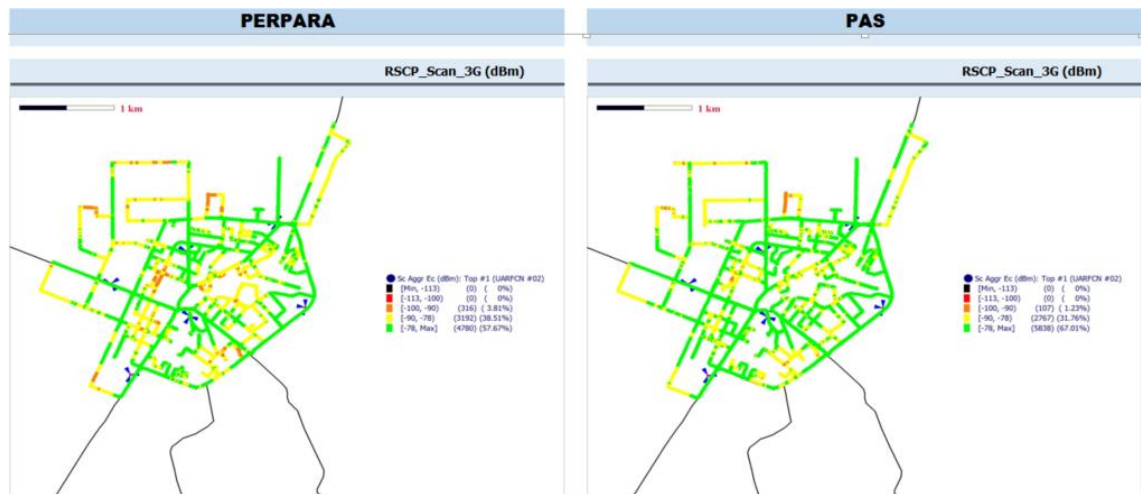 PERPARA
RSCP_Scan_3G (dBm)
1 km
Sc Aggr Ec (dBm): Top #1 (UARFCN #02)
[Min, -113) (0) ( 0%)
[-113, -100) (0) ( 0%)
[-100, -90) (316) ( 3.81%)
[-90, -78) (3192) (38.51%)
[-78, Max] (4780) (57.67%)
PAS
RSCP_Scan_3G (dBm)
1 km
Sc Aggr Ec (dBm): Top #1 (UARFCN #02)
[Min, -113) (0) ( 0%)
[-113, -100) (0) ( 0%)
[-100, -90) (107) ( 1.23%)
[-90, -78) (2767) (31.76%)
[-78, Max] (5838) (67.01%)